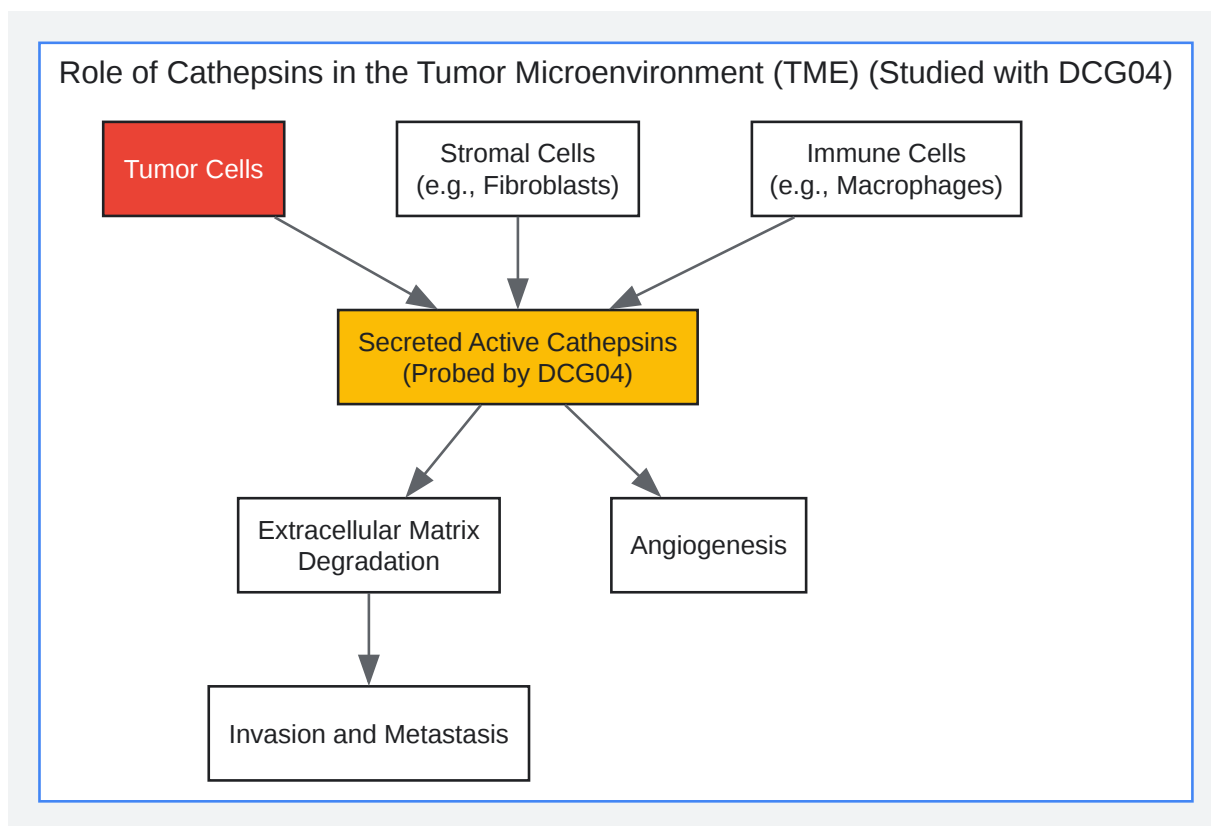 Role of Cathepsins in the Tumor Microenvironment (TME) (Studied with DCG04)
Tumor Cells
Stromal Cells
(e.g., Fibroblasts)
Immune Cells
(e.g., Macrophages)
Secreted Active Cathepsins
(Probed by DCG04)
Extracellular Matrix
Degradation
Angiogenesis
Invasion and Metastasis